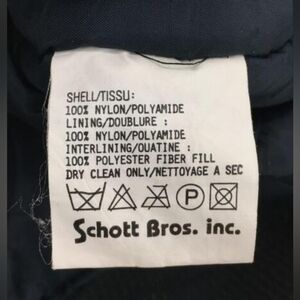 SHELL/TISSU:
100% NYLON/POLYAMIDE
LINING/DOUBLURE :
100% NYLON/POLYAMIDE
INTERLINING/OUATINE :
100% POLYESTER FIBER FILL
DRY CLEAN ONLY/NETTOYAGE A SEC
P
Schott Bros. inc.